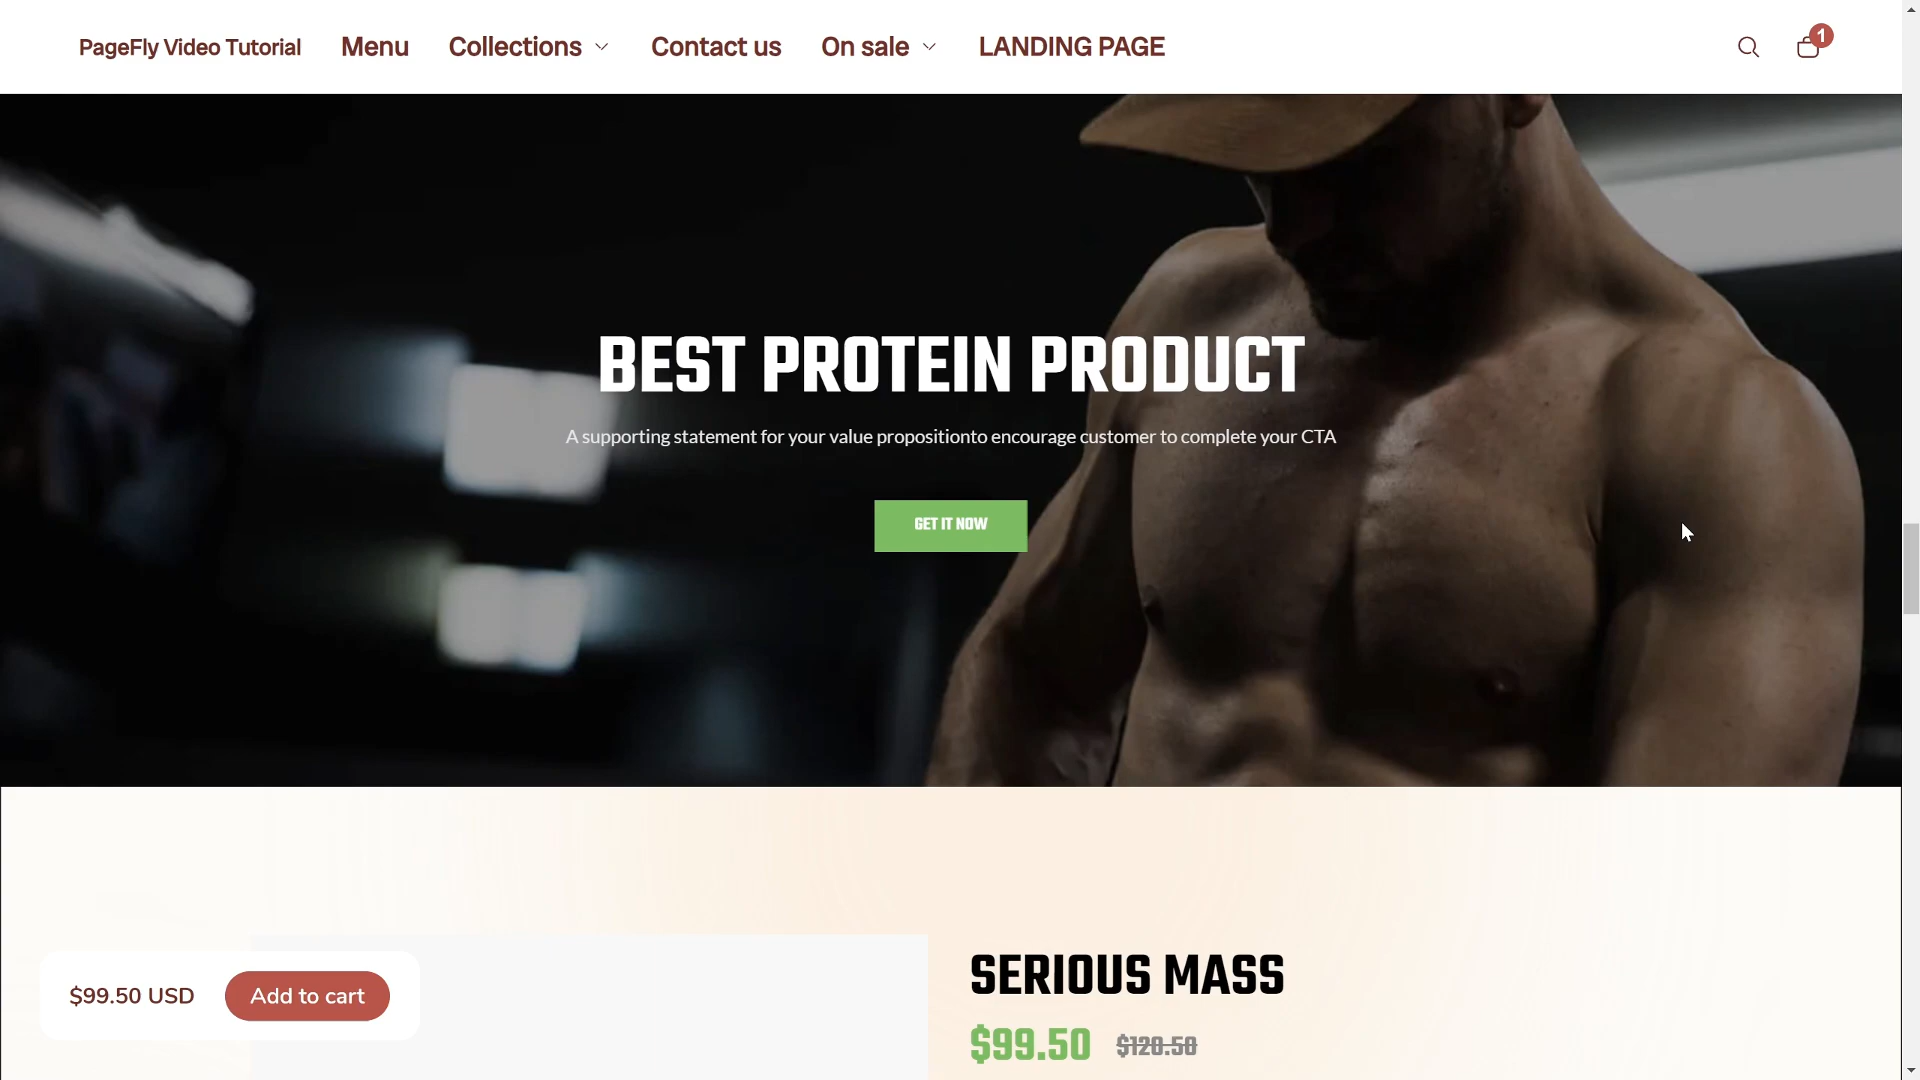 PageFly Video Tutorial Menu Collections Contact us On sale LANDING PAGE 1
BEST PROTEIN PRODUCT
A supporting statement for your value propositionto encourage customer to complete your CTA
GET IT NOW
SERIOUS MASS
$99.50 $120.50
$99.50 USD Add to cart